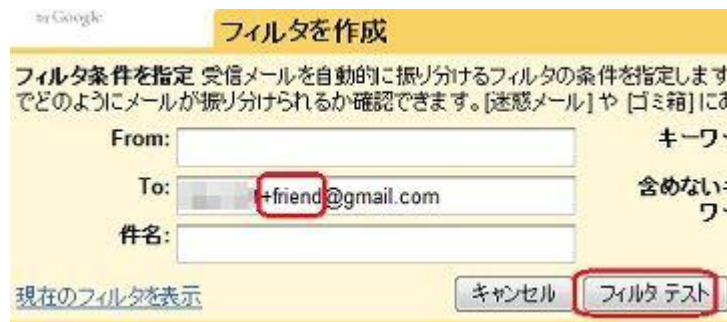 by Google
フィルタを作成
フィルタ条件を指定 受信メールを自動的に振り分けるフィルタの条件を指定します
でどのようにメールが振り分けられるか確認できます。[迷惑メール] や [ゴミ箱] に
From:
キーワ
To:
+friend@gmail.com
含めない
ワ
件名:
現在のフィルタを表示
キャンセル
フィルタ テスト